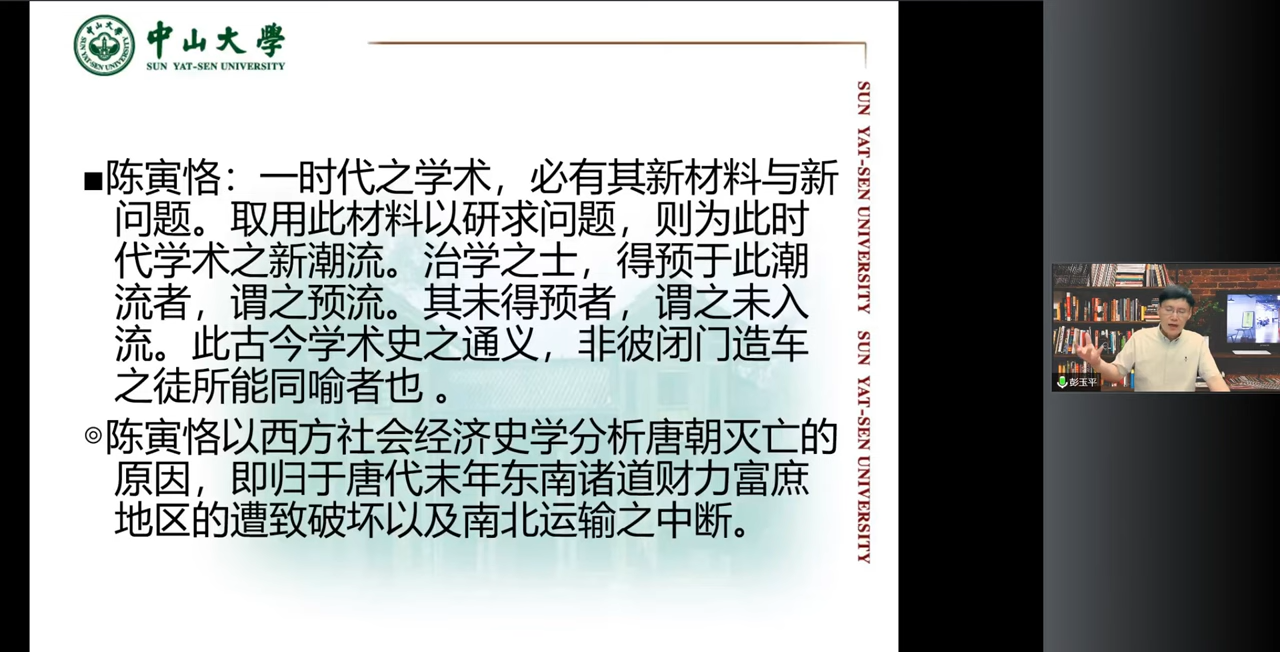 中山大學
SUN YAT-SEN UNIVERSITY
■陈寅恪：一时代之学术，必有其新材料与新
问题。取用此材料以研求问题，则为此时
代学术之新潮流。治学之士，得预于此潮
流者，谓之预流。其未得预者，谓之未入
流。此古今学术史之通义，非彼闭门造车
之徒所能同喻者也 。
◎陈寅恪以西方社会经济史学分析唐朝灭亡的
原因，即归于唐代末年东南诸道财力富庶
地区的遭致破坏以及南北运输之中断。
SUN YAT-SEN UNIVERSITY SUN YAT-SEN UNIVERSITY
彭玉平